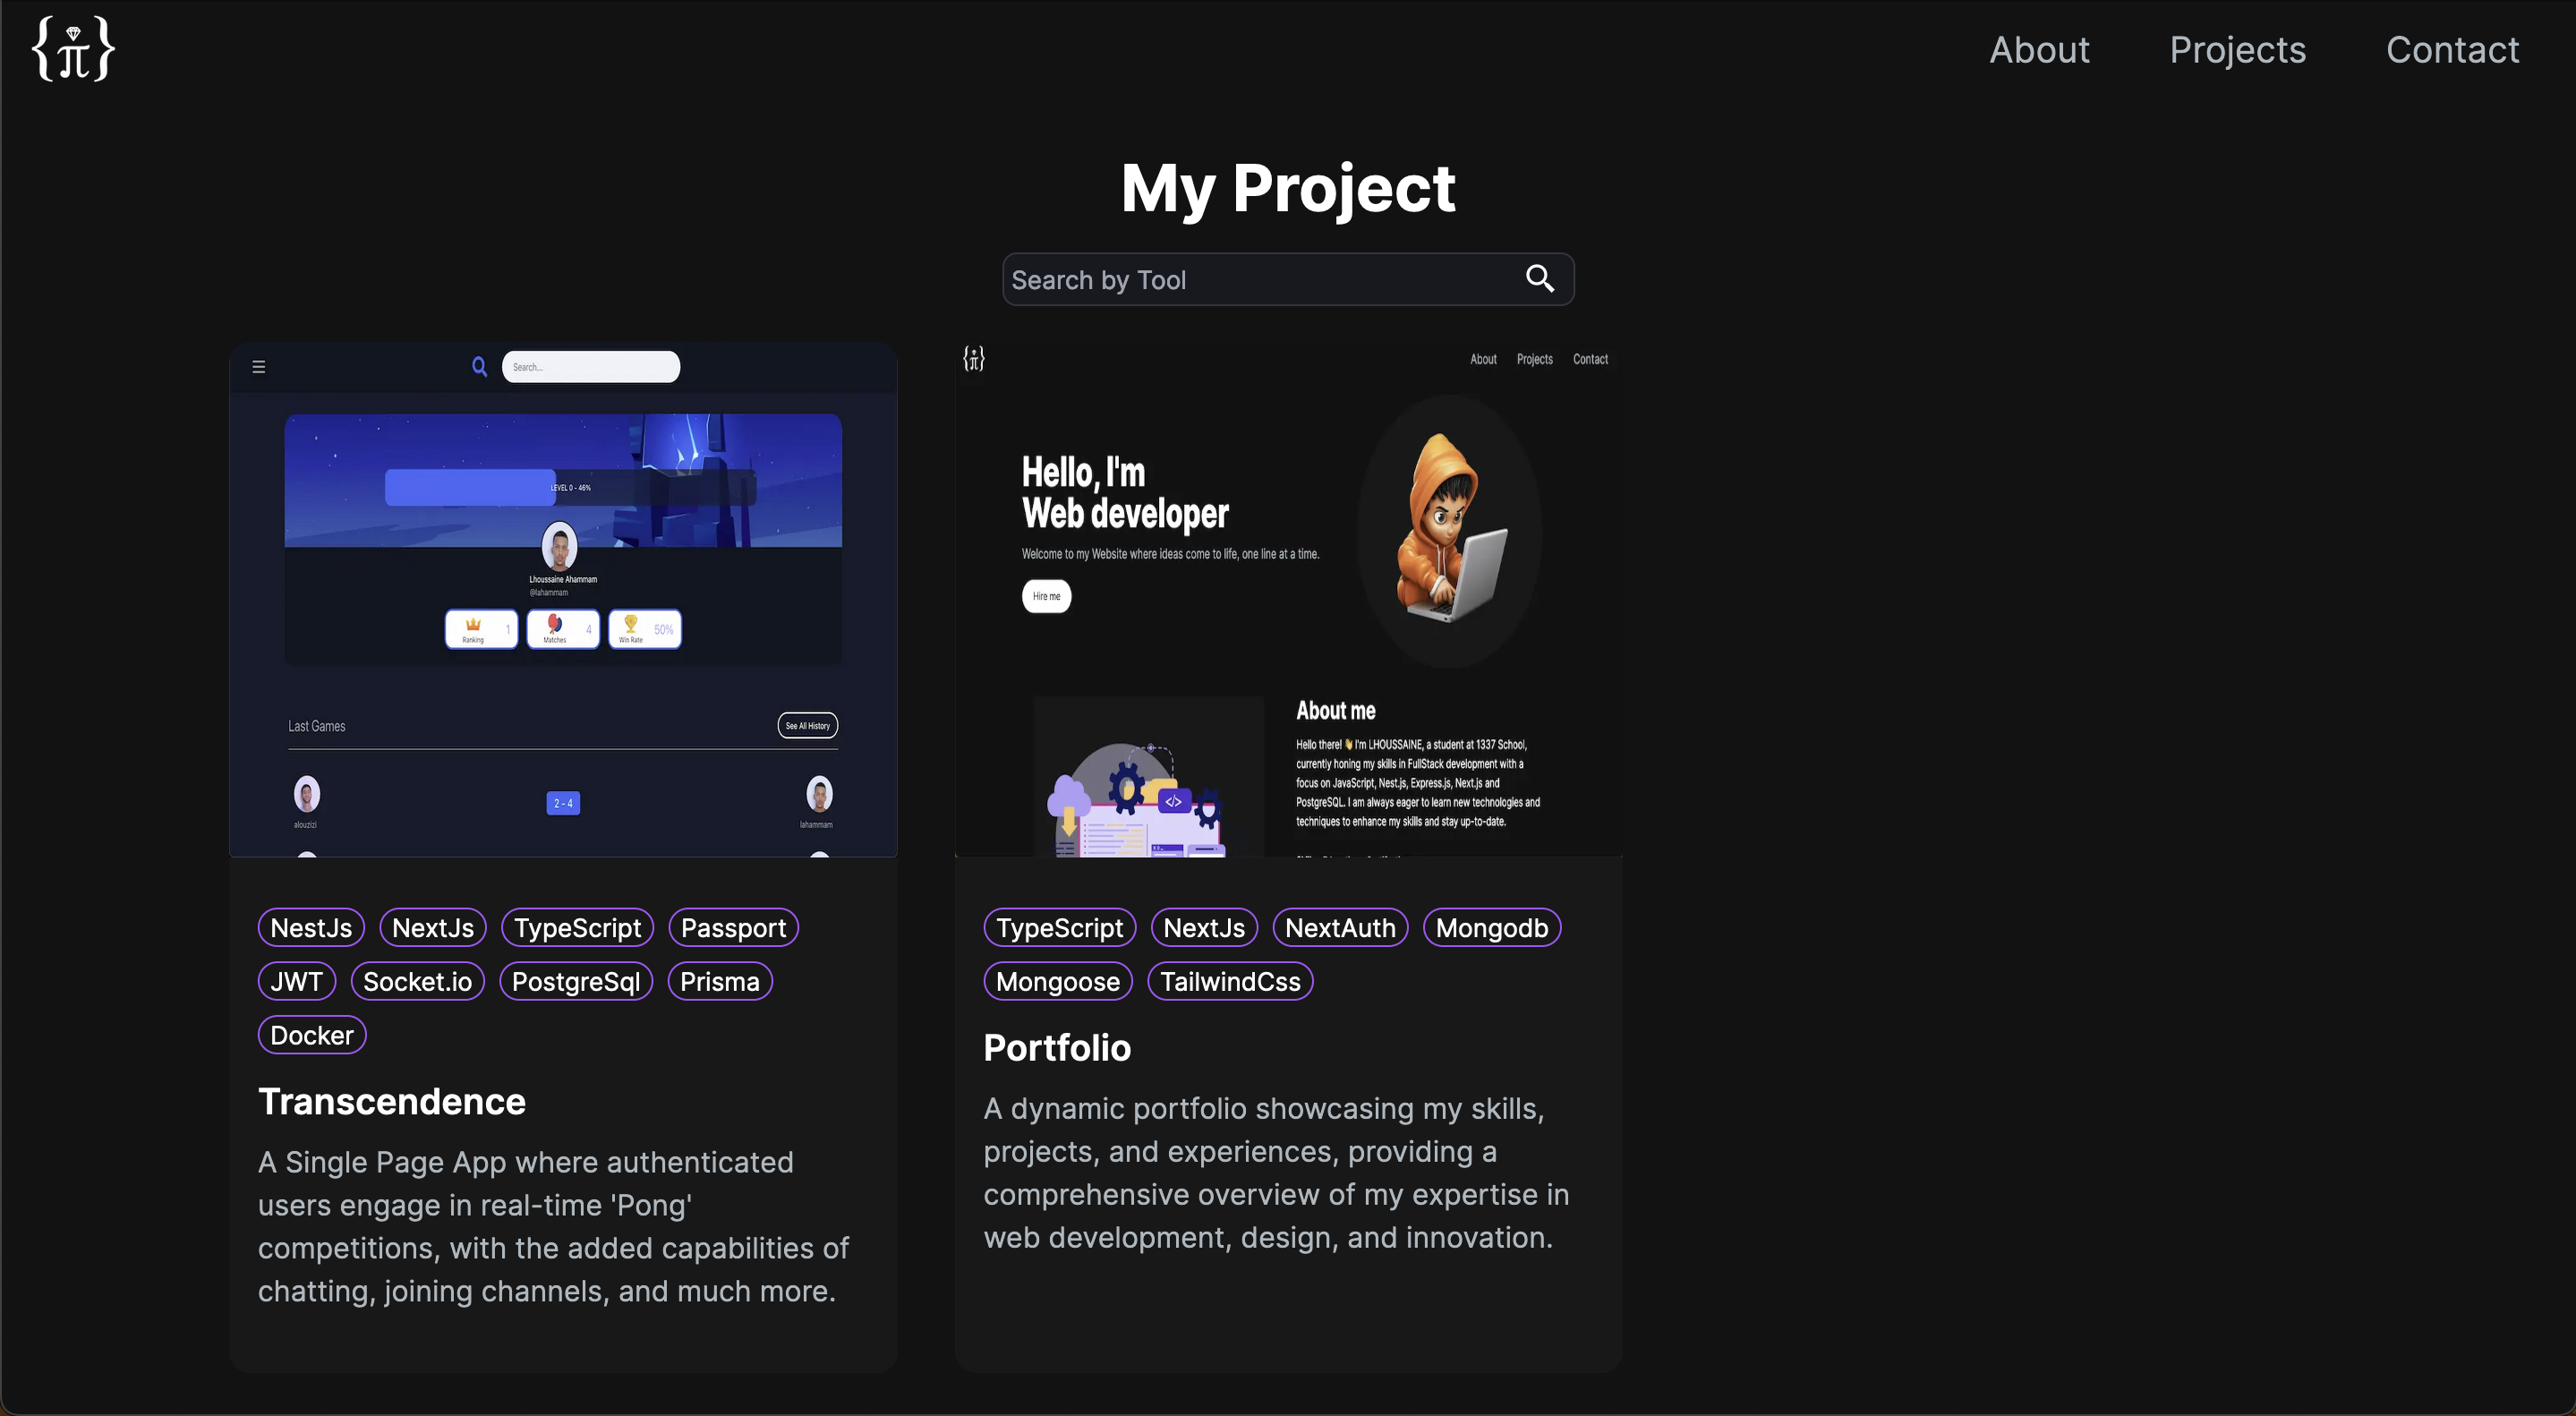 {π}
About Projects Contact
My Project
Search by Tool
Search...
LEVEL 0 - 46%
Lhoussaine Ahammam
@lahammam
1
Ranking
4
Matches
50%
Win Rate
Last Games
See All History
2 - 4
alouzizi
lahammam
NestJs NextJs TypeScript Passport
JWT Socket.io PostgreSql Prisma
Docker
Transcendence
A Single Page App where authenticated
users engage in real-time 'Pong'
competitions, with the added capabilities of
chatting, joining channels, and much more.
{π}
About Projects Contact
Hello, I'm
Web developer
Welcome to my Website where ideas come to life, one line at a time.
Hire me
</>
About me
Hello there! 👋 I'm LHOUSSAINE, a student at 1337 School,
currently honing my skills in FullStack development with a
focus on JavaScript, Nest.js, Express.js, Next.js and
PostgreSQL. I am always eager to learn new technologies and
techniques to enhance my skills and stay up-to-date.
TypeScript NextJs NextAuth Mongodb
Mongoose TailwindCss
Portfolio
A dynamic portfolio showcasing my skills,
projects, and experiences, providing a
comprehensive overview of my expertise in
web development, design, and innovation.